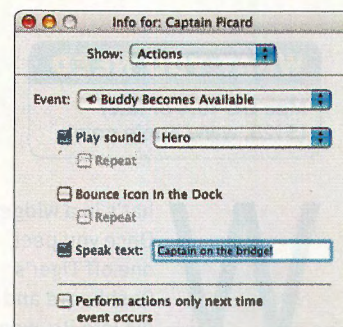 Info for: Captain Picard
Show: Actions
Event: Buddy Becomes Available
Play sound: Hero
Repeat
Bounce icon In the Dock
Repeat
Speak text: Captain on the bridge!
Perform actions only next time
event occurs